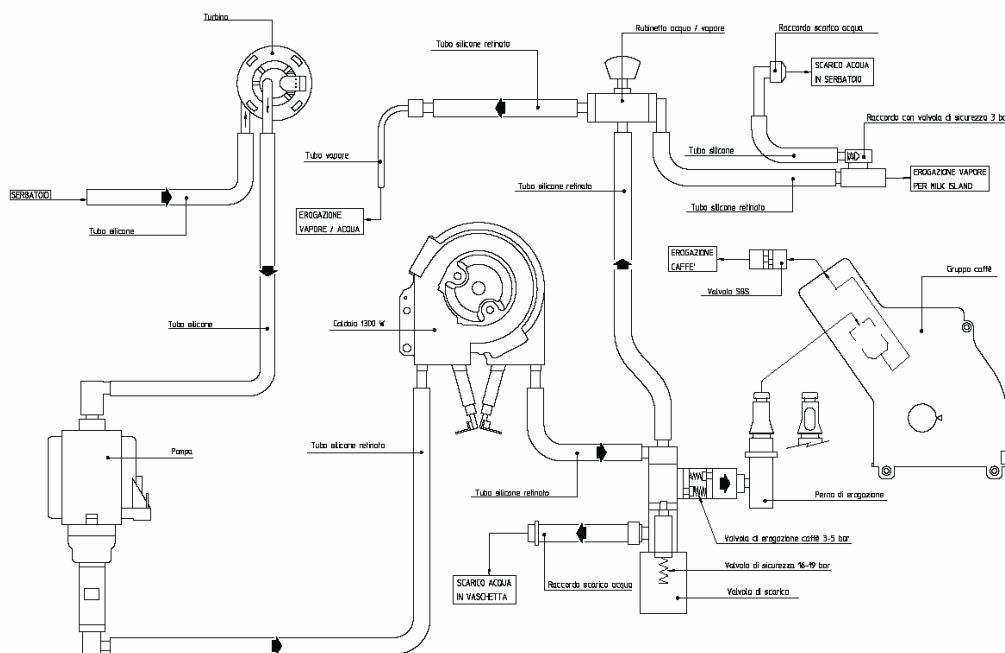 Turbina
Tubo silicone retinato
Rubinetto acqua / vapore
Raccordo scarico acqua
SCARICO ACQUA
IN SERBATOIO
Raccordo con valvola di sicurezza 3 ba
Tubo silicone
Tubo vapore
Tubo silicone retinato
EROGAZIONE VAPORE
PER MILK ISLAND
SERBATOIO
Tubo silicone
EROGAZIONE
VAPORE / ACQUA
Tubo silicone retinato
EROGAZIONE
CAFFE'
Valvola SBS
Gruppo caffè
Tubo silicone
Caldaia 1300 W
Tubo silicone retinato
Pompa
Tubo silicone retinato
Perno di erogazione
Valvola di erogazione caffè 3-5 bar
SCARICO ACQUA
IN VASCHETTA
Raccordo scarico acqua
Valvola di sicurezza 16-19 bar
Valvola di scarico